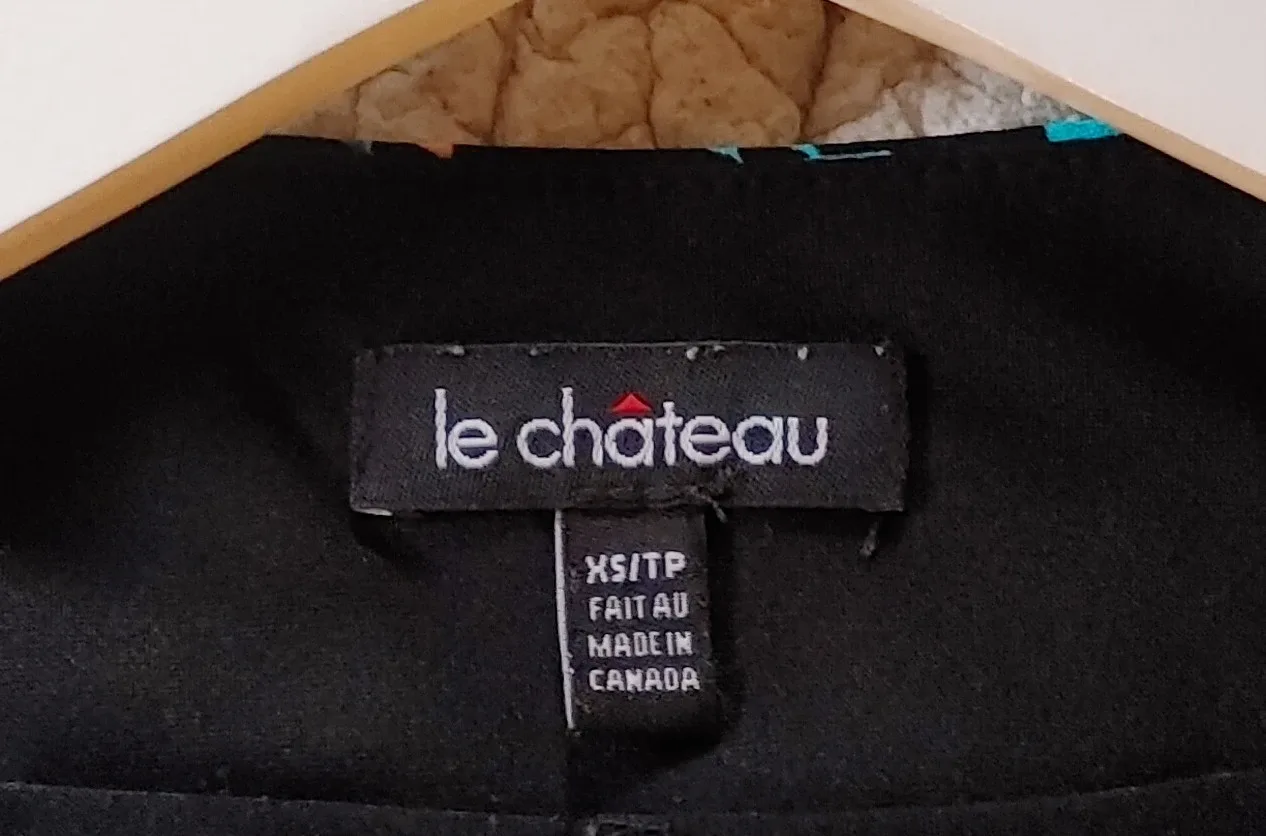 le château
XS/TP
FAIT AU
MADE IN
CANADA